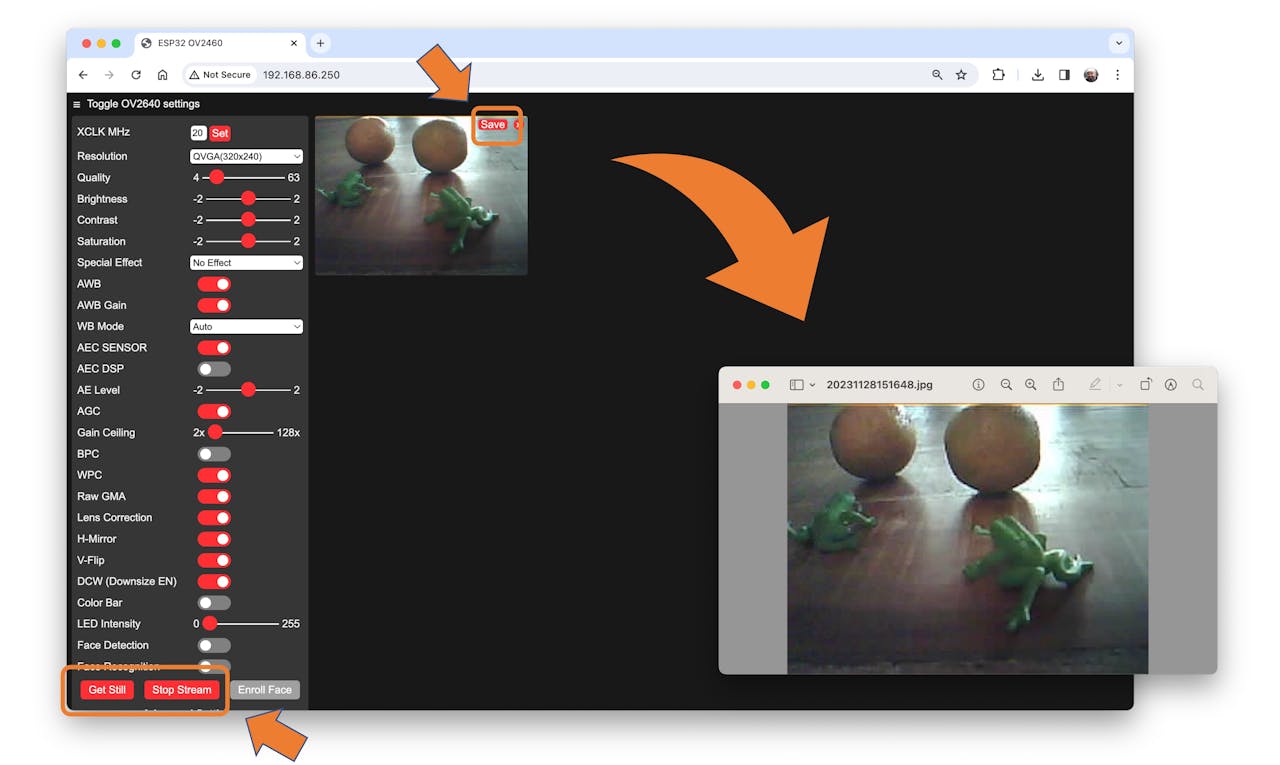 ESP32 OV2460
Not Secure 192.168.86.250
Toggle OV2640 settings
XCLK MHz 20 Set
Resolution QVGA(320x240)
Quality 4 63
Brightness -2 2
Contrast -2 2
Saturation -2 2
Special Effect No Effect
AWB
AWB Gain
WB Mode Auto
AEC SENSOR
AEC DSP
AE Level -2 2
AGC
Gain Ceiling 2x 128x
BPC
WPC
Raw GMA
Lens Correction
H-Mirror
V-Flip
DCW (Downsize EN)
Color Bar
LED Intensity 0 255
Face Detection
Face Recognition
Get Still Stop Stream Enroll Face
Save
20231128151648.jpg